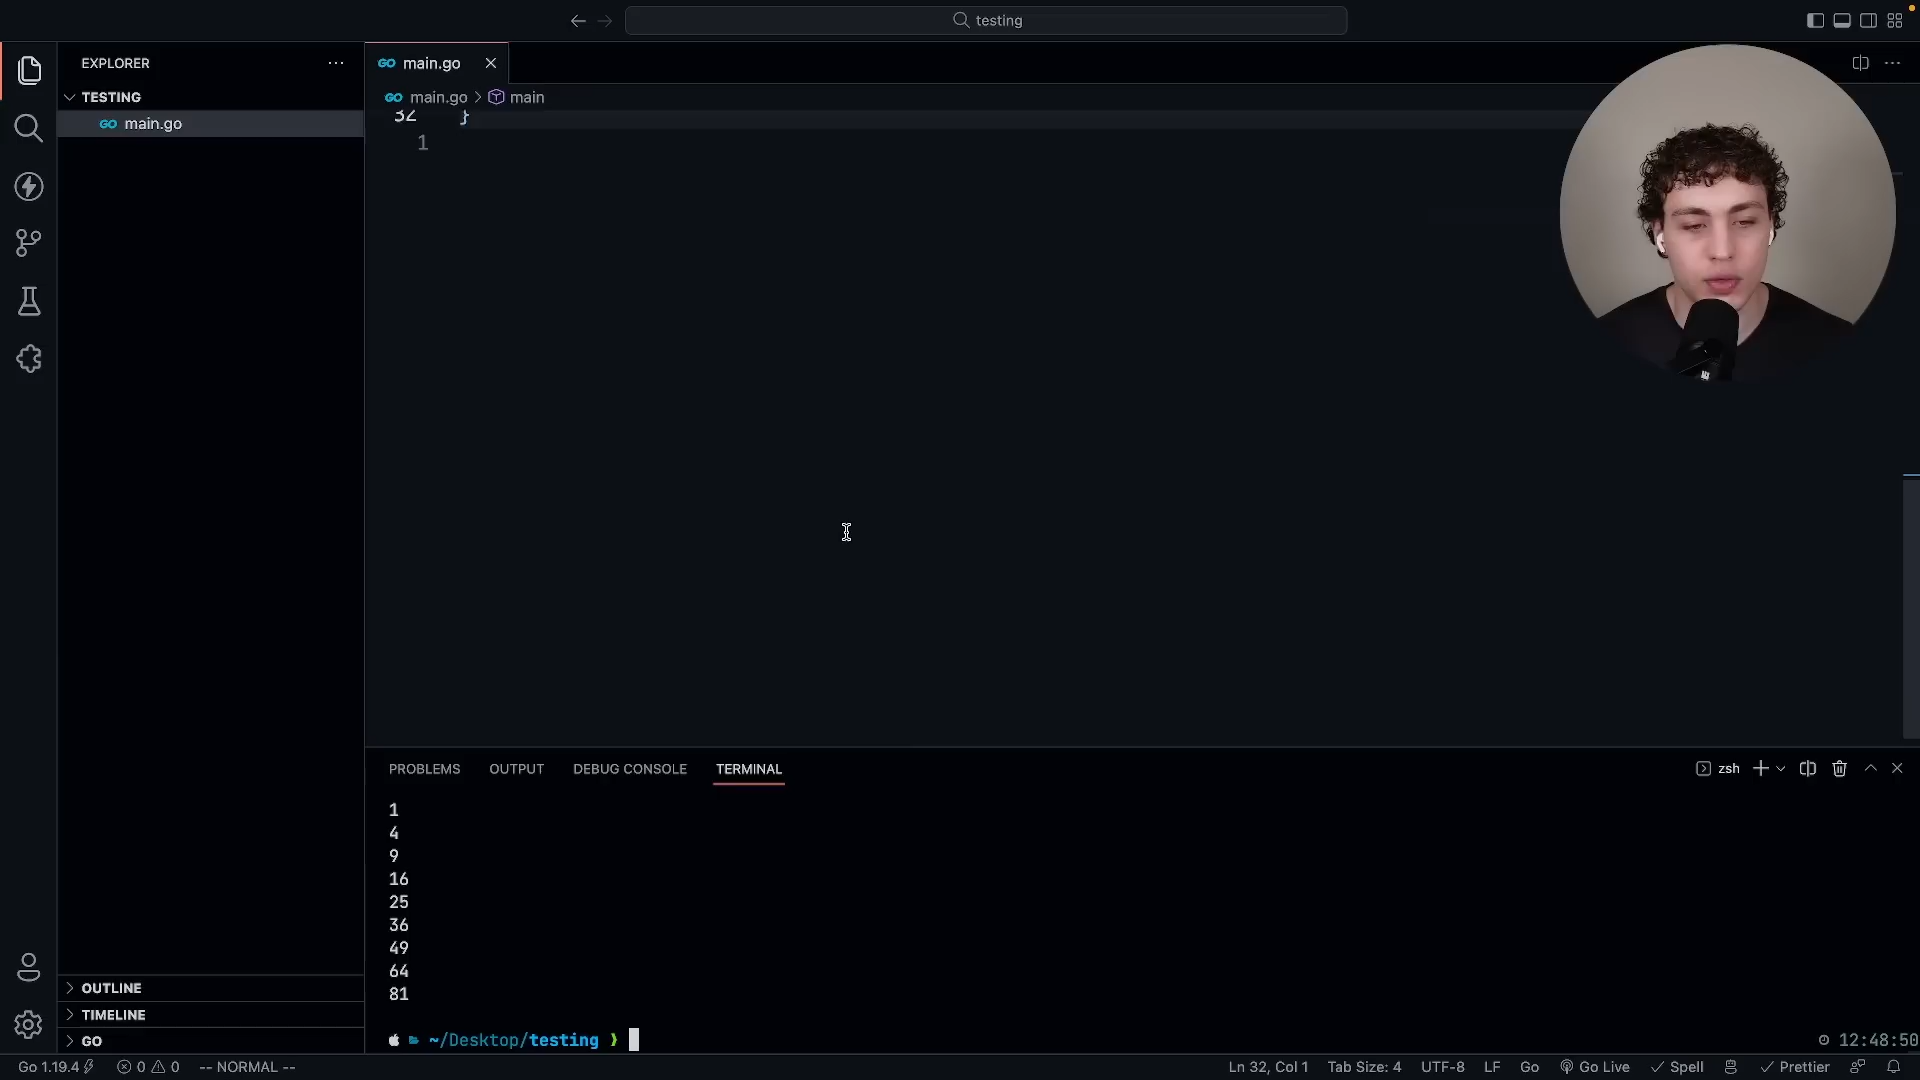 testing
EXPLORER
TESTING
GO main.go
GO main.go
GO main.go > main
32 }
1
PROBLEMS OUTPUT DEBUG CONSOLE TERMINAL
zsh
1
4
9
16
25
36
49
64
81
~/Desktop/testing ❯
12:48:50
OUTLINE
TIMELINE
GO
Go 1.19.4 0 0 -- NORMAL --
Ln 32, Col 1 Tab Size: 4 UTF-8 LF Go Go Live Spell Prettier